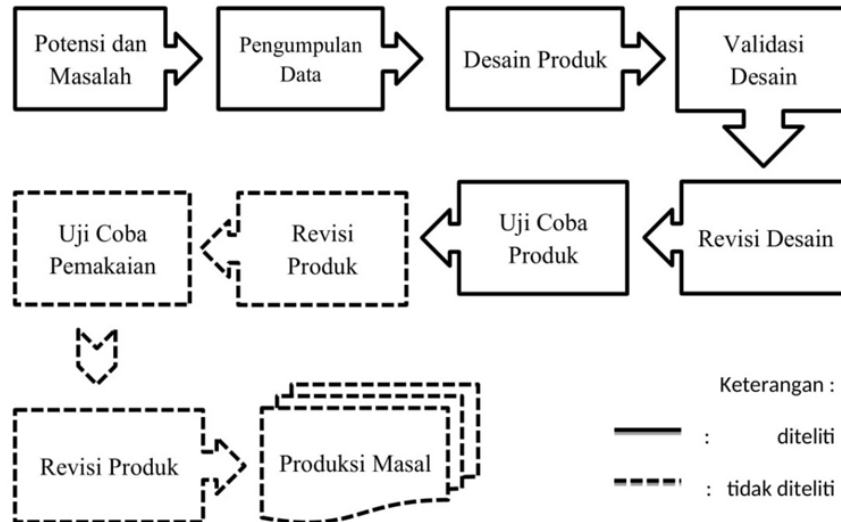 Potensi dan
Masalah
Pengumpulan
Data
Desain Produk
Validasi
Desain
Revisi Desain
Uji Coba
Produk
Revisi
Produk
Uji Coba
Pemakaian
Revisi Produk
Produksi Masal
Keterangan :
: diteliti
: tidak diteliti